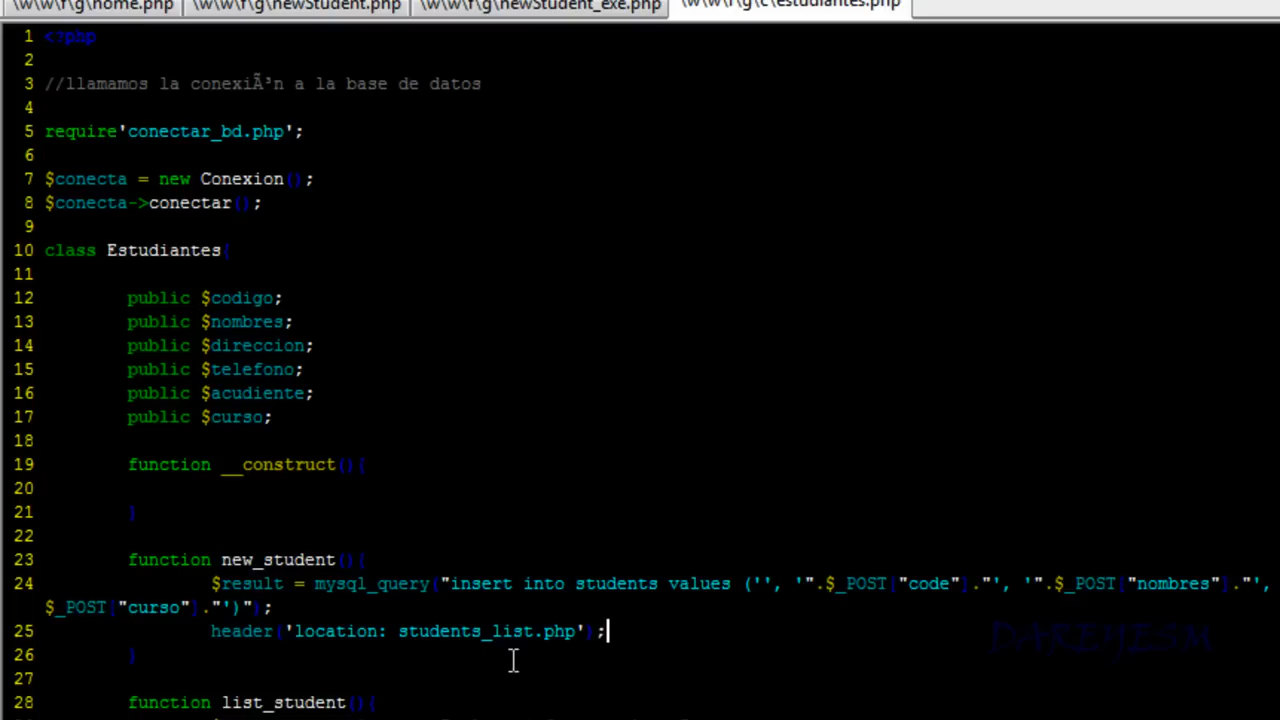 \w\w\f\g\home.php \w\w\f\g\newStudent.php \w\w\f\g\newStudent_exe.php \w\w\f\g\c\estudiantes.php
1 <?php
2
3 //llamamos la conexiÃ³n a la base de datos
4
5 require'conectar_bd.php';
6
7 $conecta = new Conexion();
8 $conecta->conectar();
9
10 class Estudiantes{
11
12 public $codigo;
13 public $nombres;
14 public $direccion;
15 public $telefono;
16 public $acudiente;
17 public $curso;
18
19 function __construct(){
20
21 }
22
23 function new_student(){
24 $result = mysql_query("insert into students values ('', '".$_POST["code"]."', '".$_POST["nombres"]."',
$_POST["curso"]."')");
25 header('location: students_list.php');
26 }
27
28 function list_student(){
DAREYESM